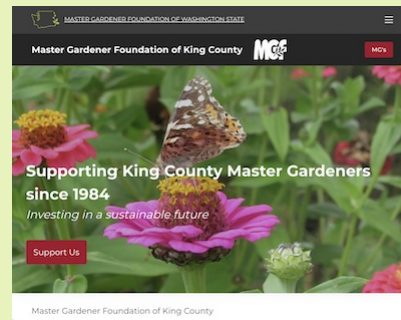 MASTER GARDENER FOUNDATION OF WASHINGTON STATE
Master Gardener Foundation of King County
MG's
Supporting King County Master Gardeners
since 1984
Investing in a sustainable future
Support Us
Master Gardener Foundation of King County